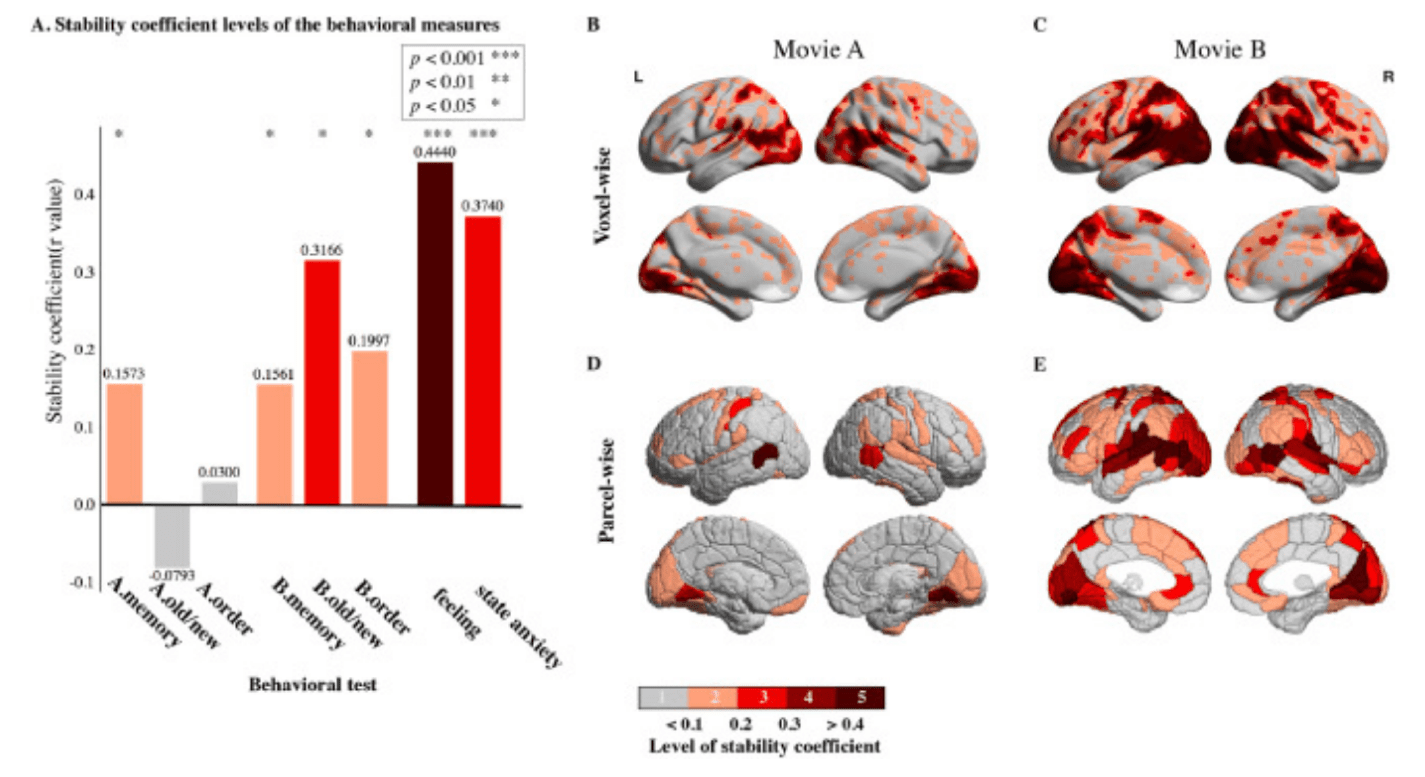 A. Stability coefficient levels of the behavioral measures
p < 0.001 ***
p < 0.01 **
p < 0.05 *
* * * * *** ***
Stability coefficient(r value)
0.4
0.3
0.2
0.1
0.0
-0.1
0.1573
-0.0793
0.0300
0.1561
0.3166
0.1997
0.4440
0.3740
A.memory
A.old/new
A.order
B.memory
B.old/new
B.order
feeling
state anxiety
Behavioral test
B
Movie A
L
Voxel-wise
C
Movie B
R
D
Parcel-wise
E
1 2 3 4 5
< 0.1 0.2 0.3 > 0.4
Level of stability coefficient